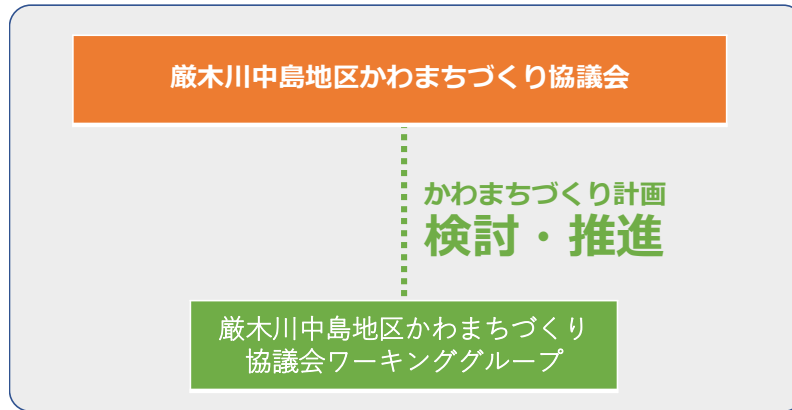 厳木川中島地区かわまちづくり協議会
かわまちづくり計画
検討・推進
厳木川中島地区かわまちづくり
協議会ワーキンググループ